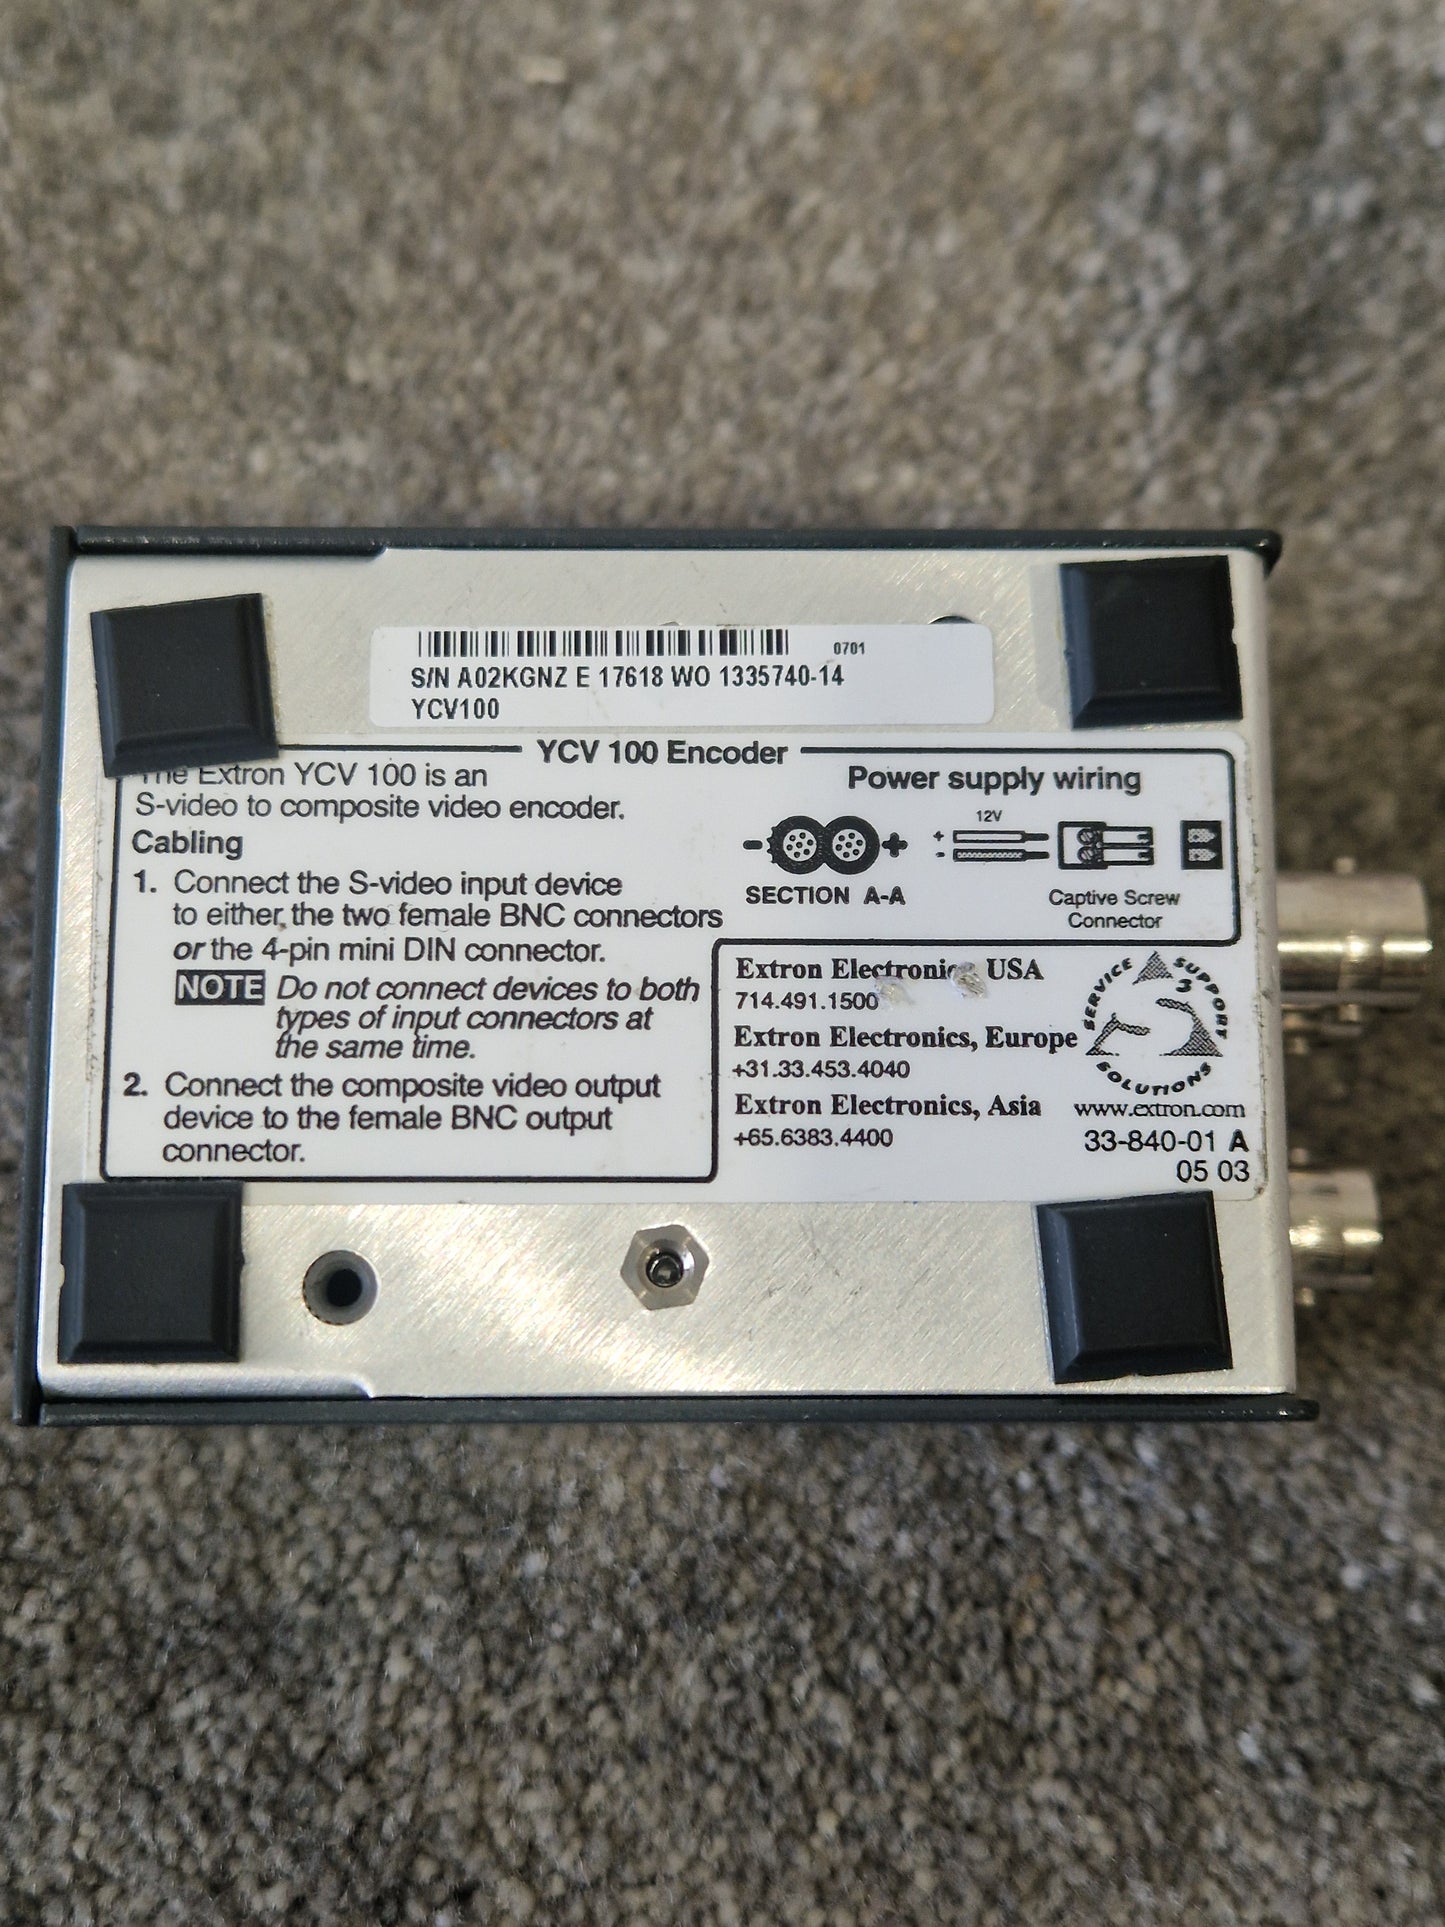 0701
S/N A02KGNZ E 17618 WO 1335740-14
YCV100
YCV 100 Encoder
The Extron YCV 100 is an
S-video to composite video encoder.
Cabling
1. Connect the S-video input device
to either the two female BNC connectors
or the 4-pin mini DIN connector.
NOTE Do not connect devices to both
types of input connectors at
the same time.
2. Connect the composite video output
device to the female BNC output
connector.
Power supply wiring
12V
- +
+
-
SECTION A-A
Captive Screw
Connector
Extron Electronics, USA
714.491.1500
Extron Electronics, Europe
+31.33.453.4040
Extron Electronics, Asia
+65.6383.4400
SERVICE SUPPORT SOLUTIONS
S3
www.extron.com
33-840-01 A
05 03